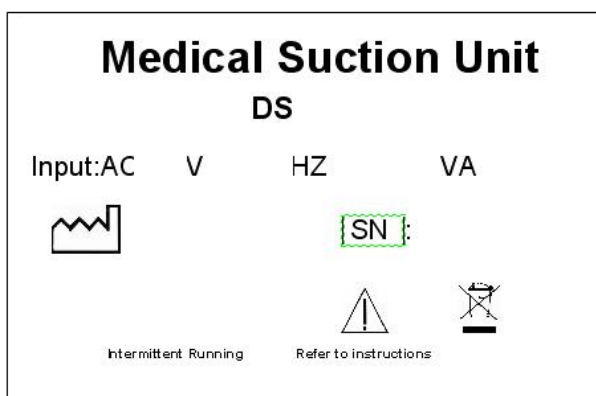 Medical Suction Unit
DS
Input:AC V HZ VA
SN :
Intermittent Running Refer to instructions